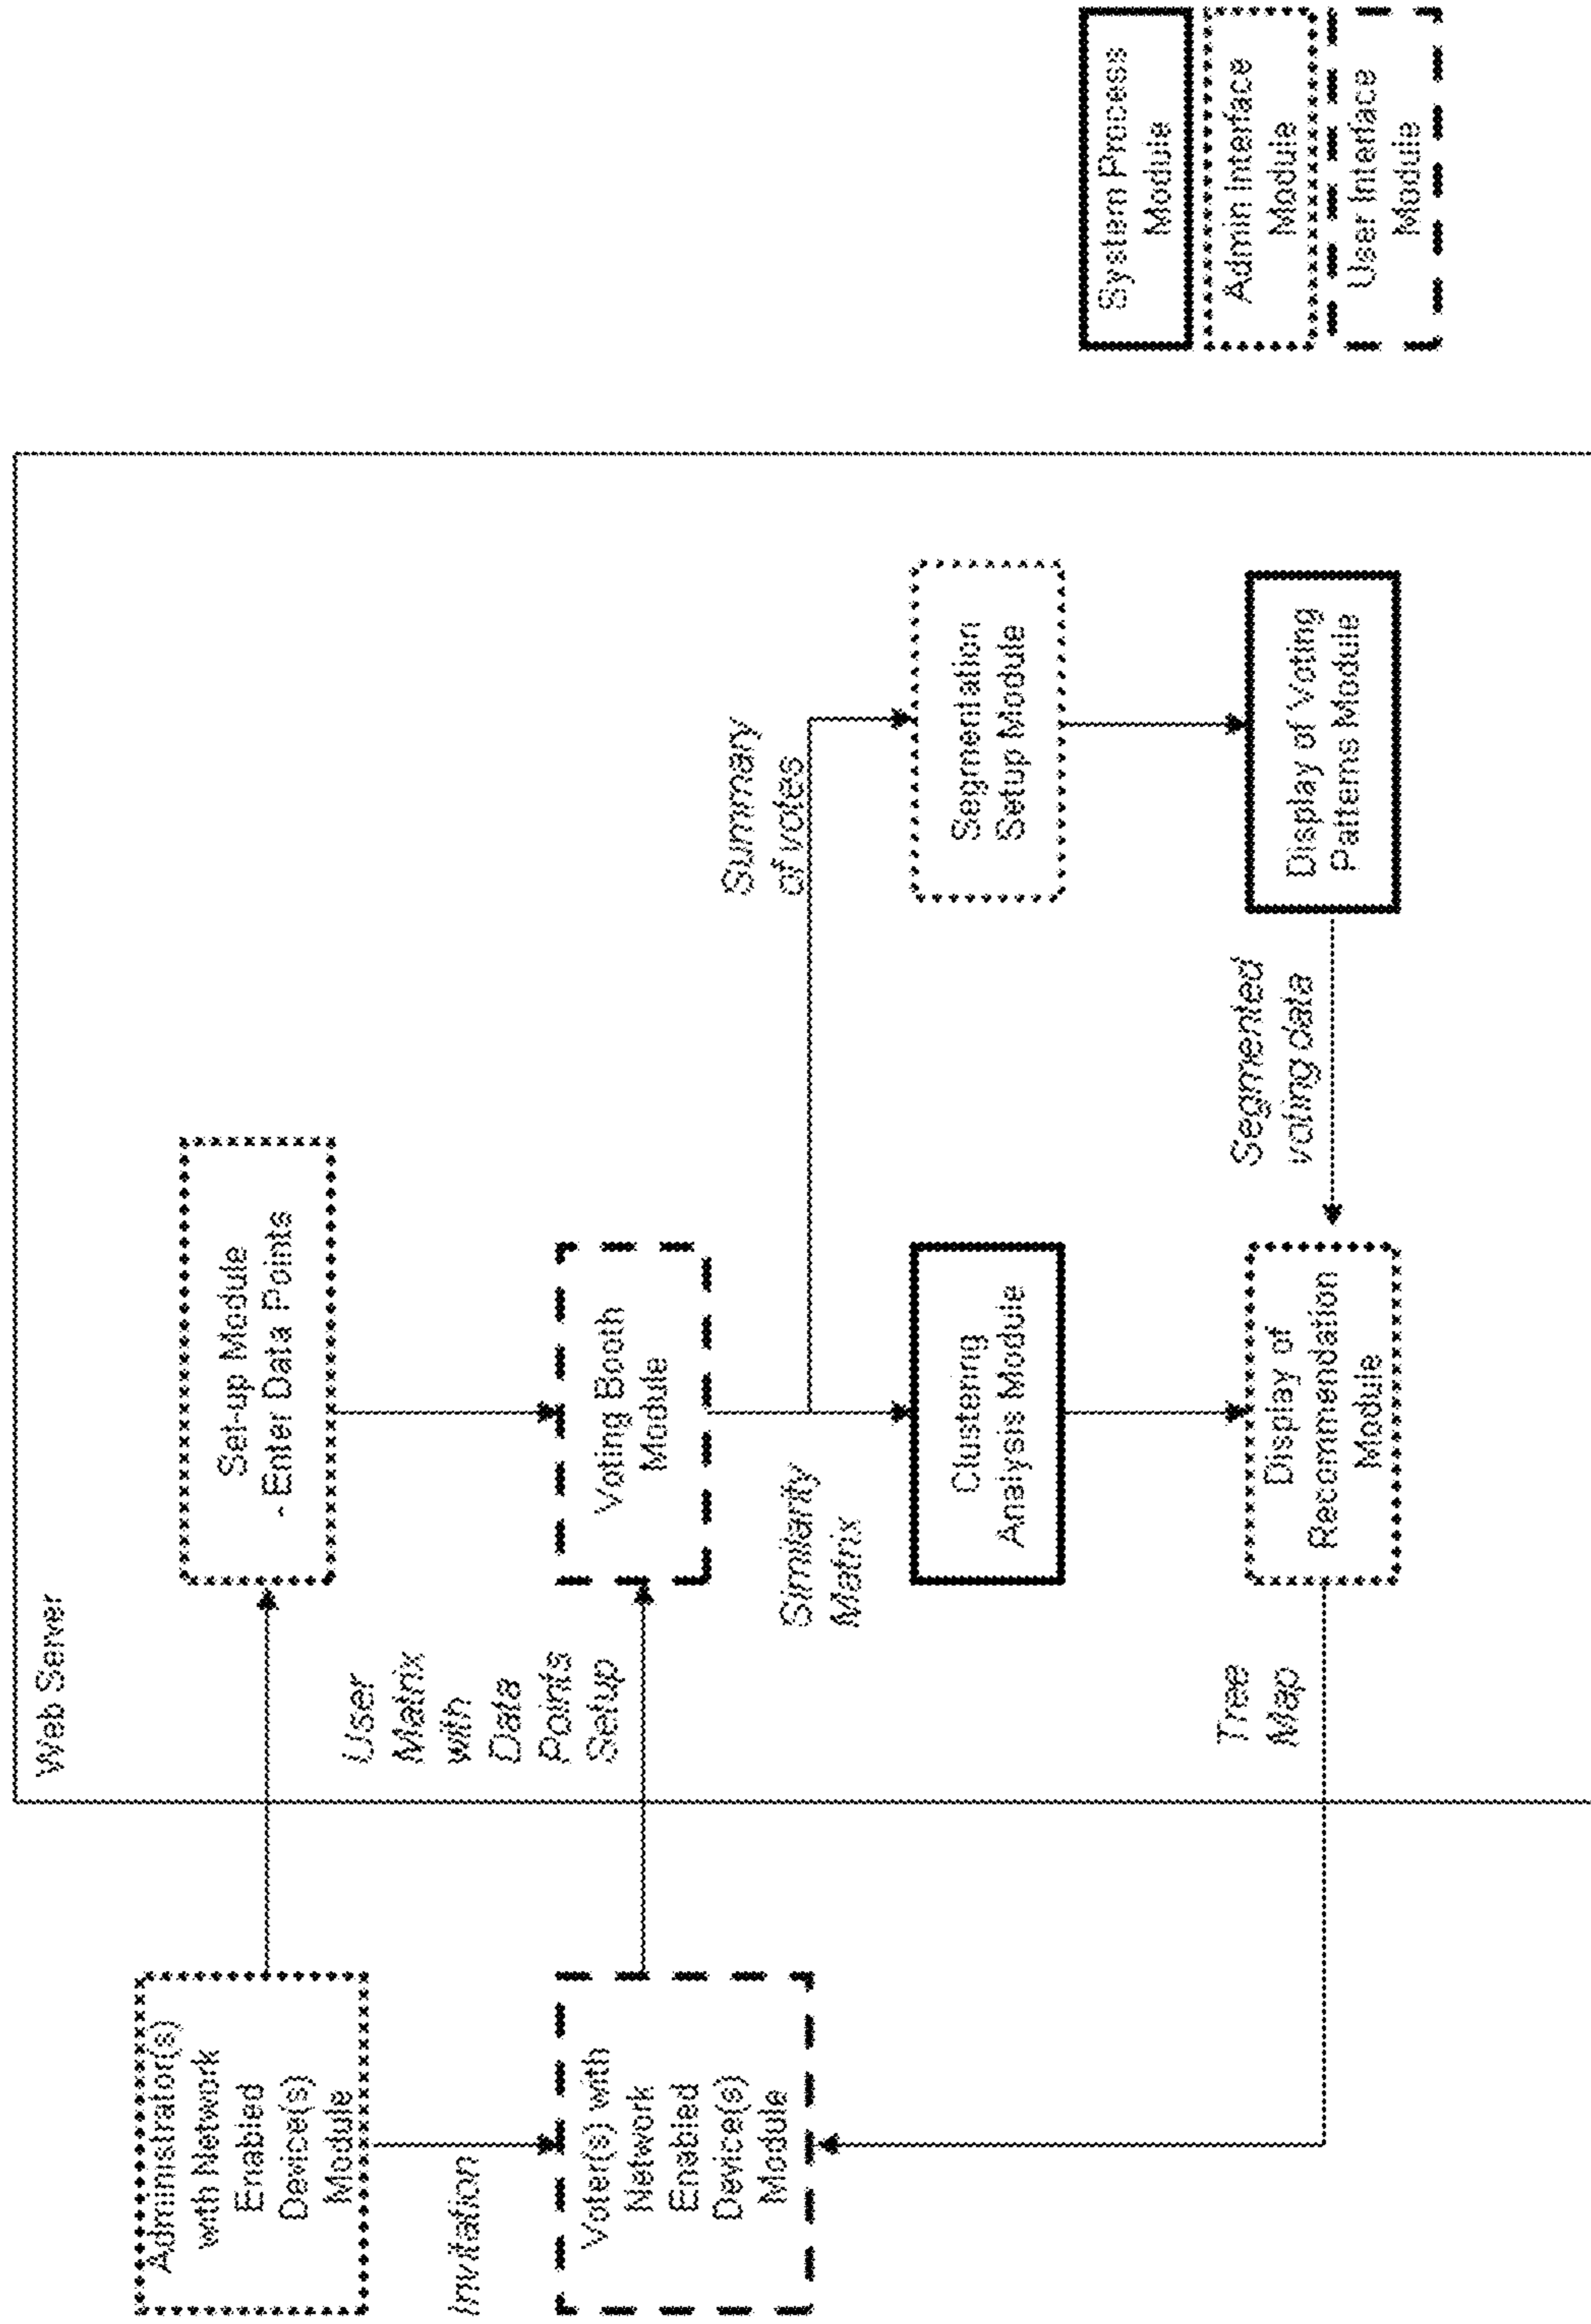 Web Server
Administrator(s)
with Network
Enabled
Device(s)
Module
Set-up Module
- Enter Data Points
Invitation
User
Matrix
with
Data
Points
Setup
Voter(s) with
Network
Enabled
Device(s)
Module
Voting Booth
Module
Similarity
Matrix
Summary
of votes
Clustering
Analysis Module
Segmentation
Setup Module
Tree
Map
Display of
Recommendation
Module
Segmented
voting data
Display of Voting
Patterns Module
System Process
Module
Admin Interface
Module
User Interface
Module